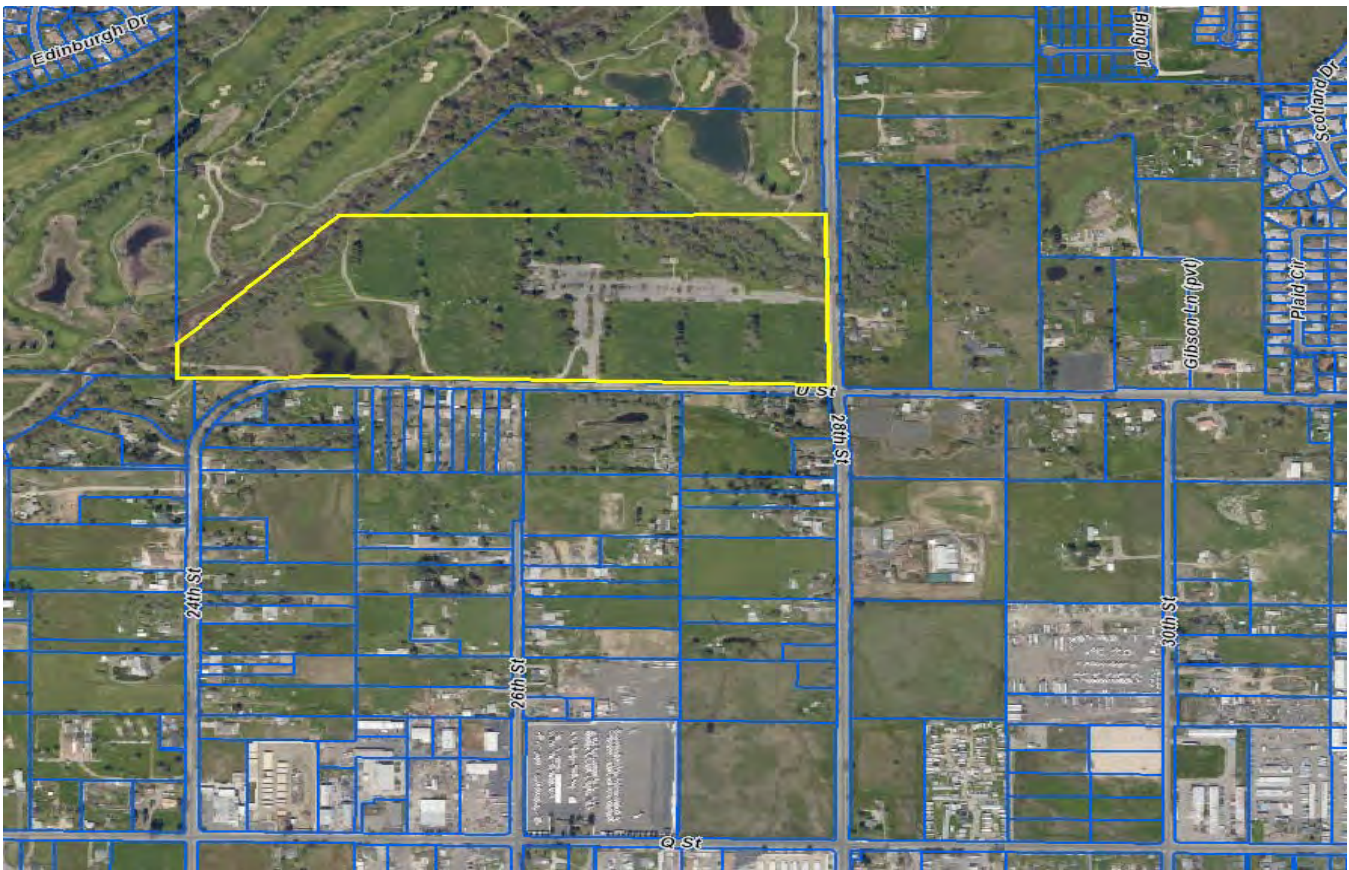 Edinburgh Dr
Bing Dr
Scotland Dr
Plaid Cir
Gibson Ln (pvt)
U St
28th St
24th St
26th St
30th St
Q St